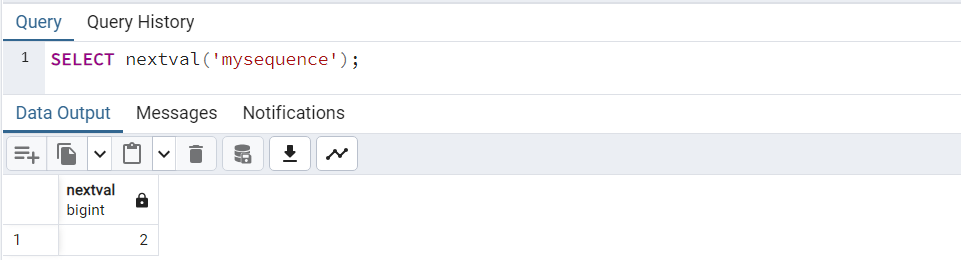 Query Query History
1 SELECT nextval('mysequence');
Data Output Messages Notifications
nextval
bigint
1 2